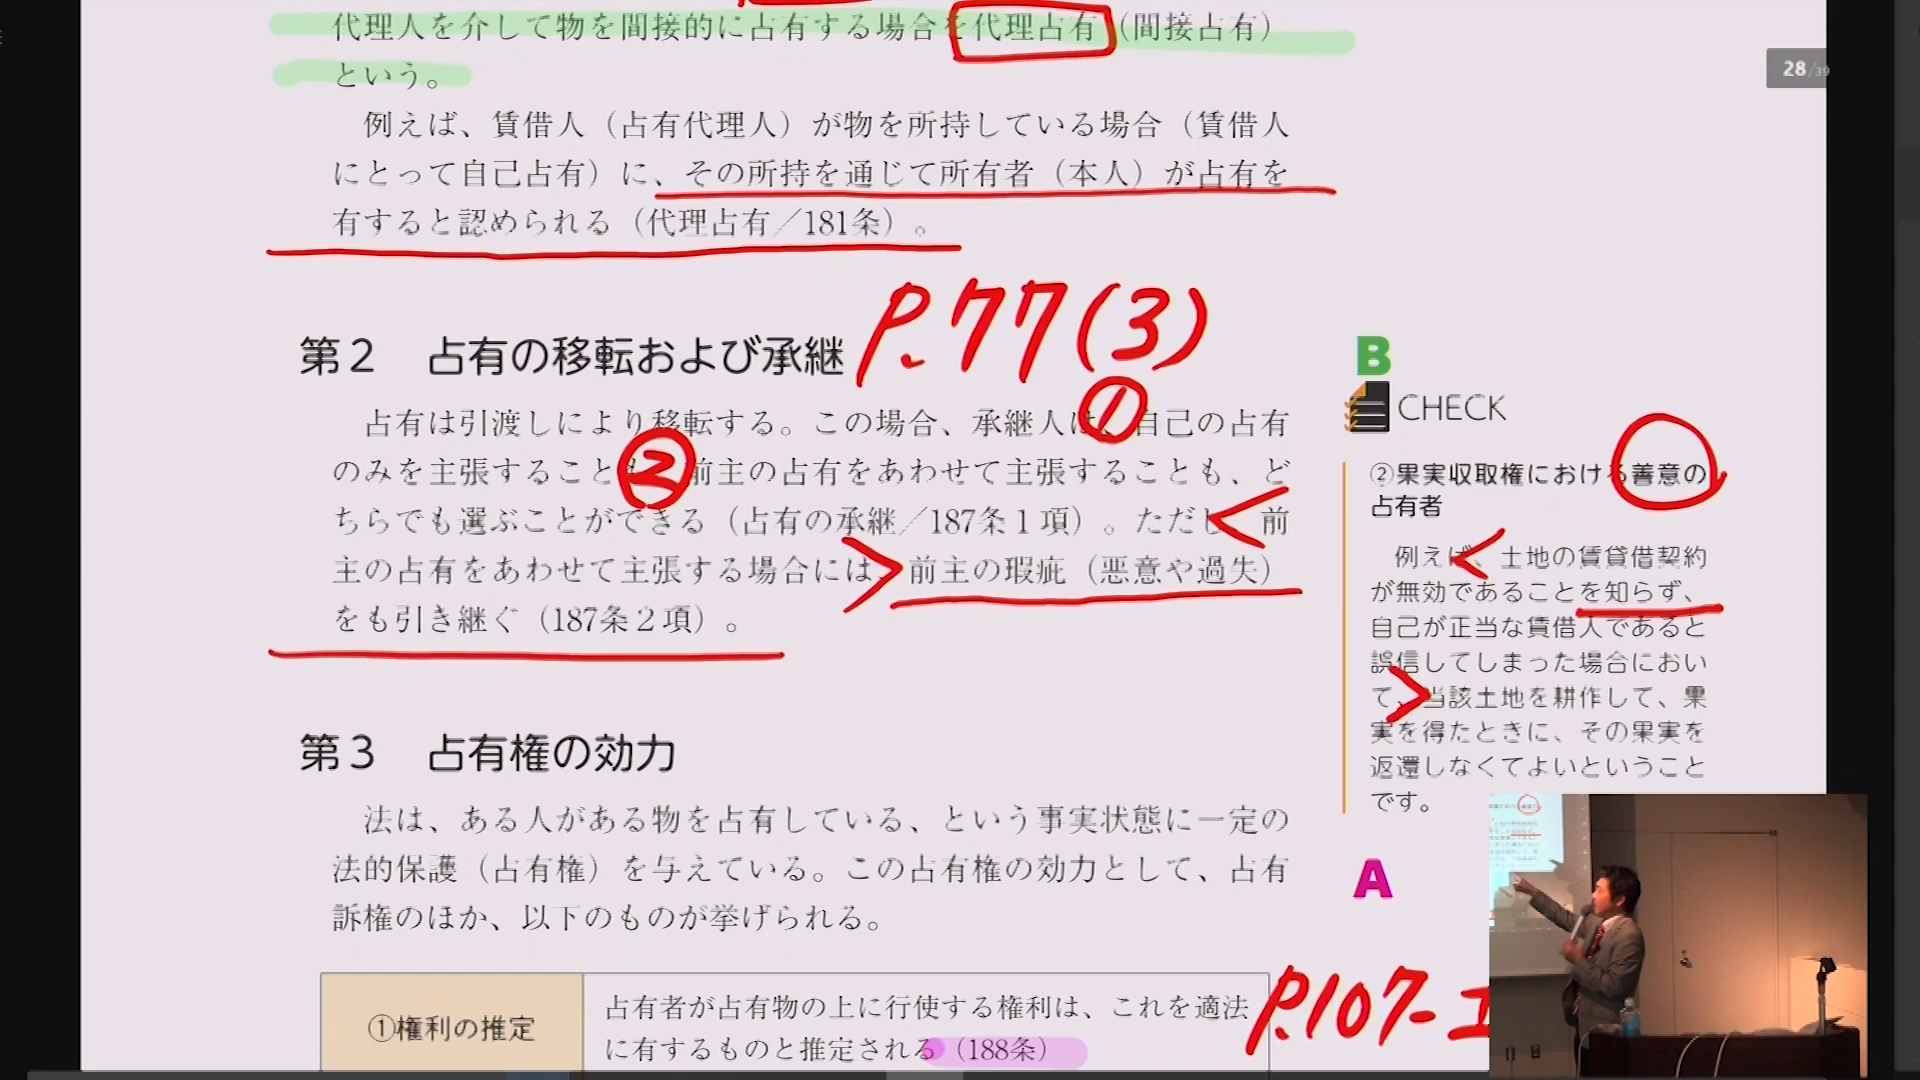 代理人を介して物を間接的に占有する場合を代理占有（間接占有）
という。
例えば、賃借人（占有代理人）が物を所持している場合（賃借人
にとって自己占有）に、その所持を通じて所有者（本人）が占有を
有すると認められる（代理占有／181条）。
第２　占有の移転および承継
P.77(3)
占有は引渡しにより移転する。この場合、承継人は、①自己の占有
のみを主張することも、②前主の占有をあわせて主張することも、ど
ちらでも選ぶことができる（占有の承継／187条１項）。ただし、前
主の占有をあわせて主張する場合には、前主の瑕疵（悪意や過失）
をも引き継ぐ（187条２項）。
第３　占有権の効力
法は、ある人がある物を占有している、という事実状態に一定の
法的保護（占有権）を与えている。この占有権の効力として、占有
訴権のほか、以下のものが挙げられる。
①権利の推定
占有者が占有物の上に行使する権利は、これを適法
に有するものと推定される（188条）
P.107-
28/39
B
CHECK
②果実収取権における善意の
占有者
例えば、土地の賃貸借契約
が無効であることを知らず、
自己が正当な賃借人であると
誤信してしまった場合におい
て、当該土地を耕作して、果
実を得たときに、その果実を
返還しなくてよいということ
です。
A